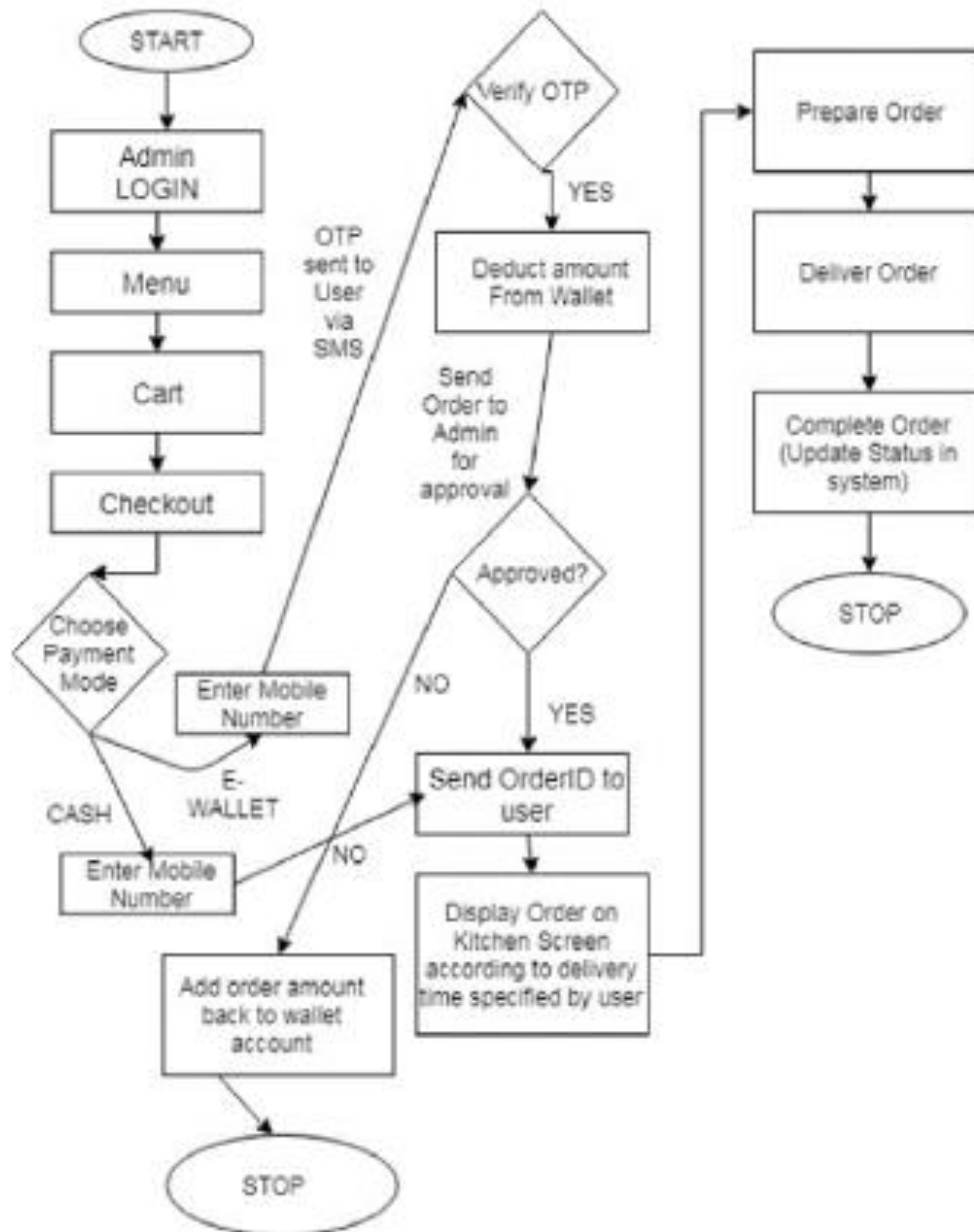 START
Admin
LOGIN
Menu
Cart
Checkout
Choose
Payment
Mode
CASH
E-
WALLET
Enter Mobile
Number
Enter Mobile
Number
OTP
sent to
User
via
SMS
Verify OTP
YES
Deduct amount
From Wallet
Send
Order to
Admin
for
approval
Approved?
NO
YES
NO
Send OrderID to
user
Display Order on
Kitchen Screen
according to delivery
time specified by user
Add order amount
back to wallet
account
STOP
Prepare Order
Deliver Order
Complete Order
(Update Status in
system)
STOP